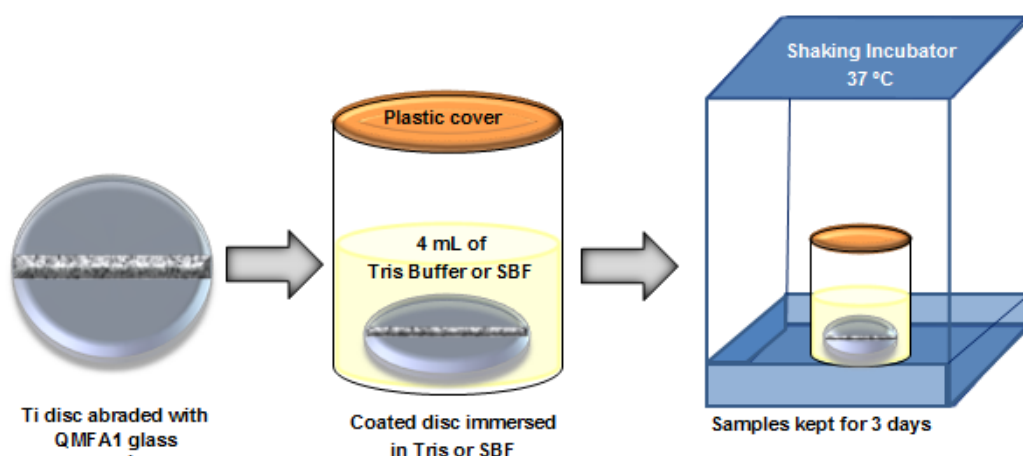 Ti disc abraded with
QMFA1 glass
Plastic cover
4 mL of
Tris Buffer or SBF
Coated disc immersed
in Tris or SBF
Shaking Incubator
37 ºC
Samples kept for 3 days